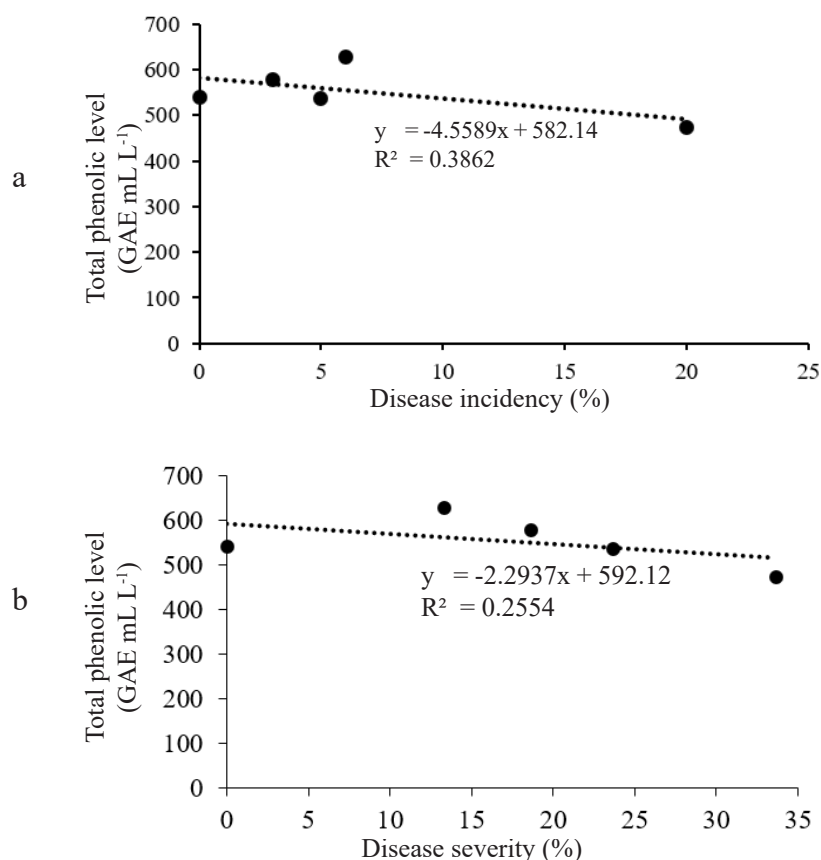 a
Total phenolic level
(GAE mL L⁻¹)
700
600
500
400
300
200
100
0
y = -4.5589x + 582.14
R² = 0.3862
0 5 10 15 20 25
Disease incidency (%)
b
Total phenolic level
(GAE mL L⁻¹)
700
600
500
400
300
200
100
0
y = -2.2937x + 592.12
R² = 0.2554
0 5 10 15 20 25 30 35
Disease severity (%)